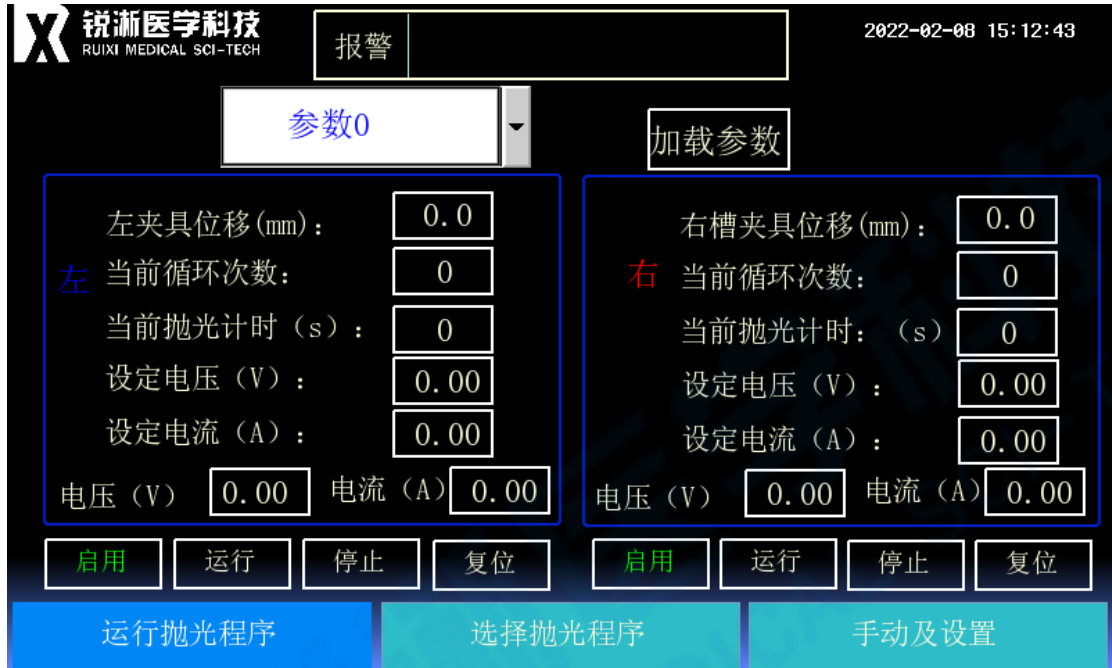 锐淅医学科技
RUIXI MEDICAL SCI-TECH
报警
2022-02-08 15:12:43
参数0
加载参数
左
左夹具位移(mm): 0.0
当前循环次数: 0
当前抛光计时（s）: 0
设定电压（V）: 0.00
设定电流（A）: 0.00
电压（V） 0.00 电流（A） 0.00
右
右槽夹具位移(mm): 0.0
当前循环次数: 0
当前抛光计时: （s） 0
设定电压（V）: 0.00
设定电流（A）: 0.00
电压（V） 0.00 电流（A） 0.00
启用 运行 停止 复位 启用 运行 停止 复位
运行抛光程序 选择抛光程序 手动及设置